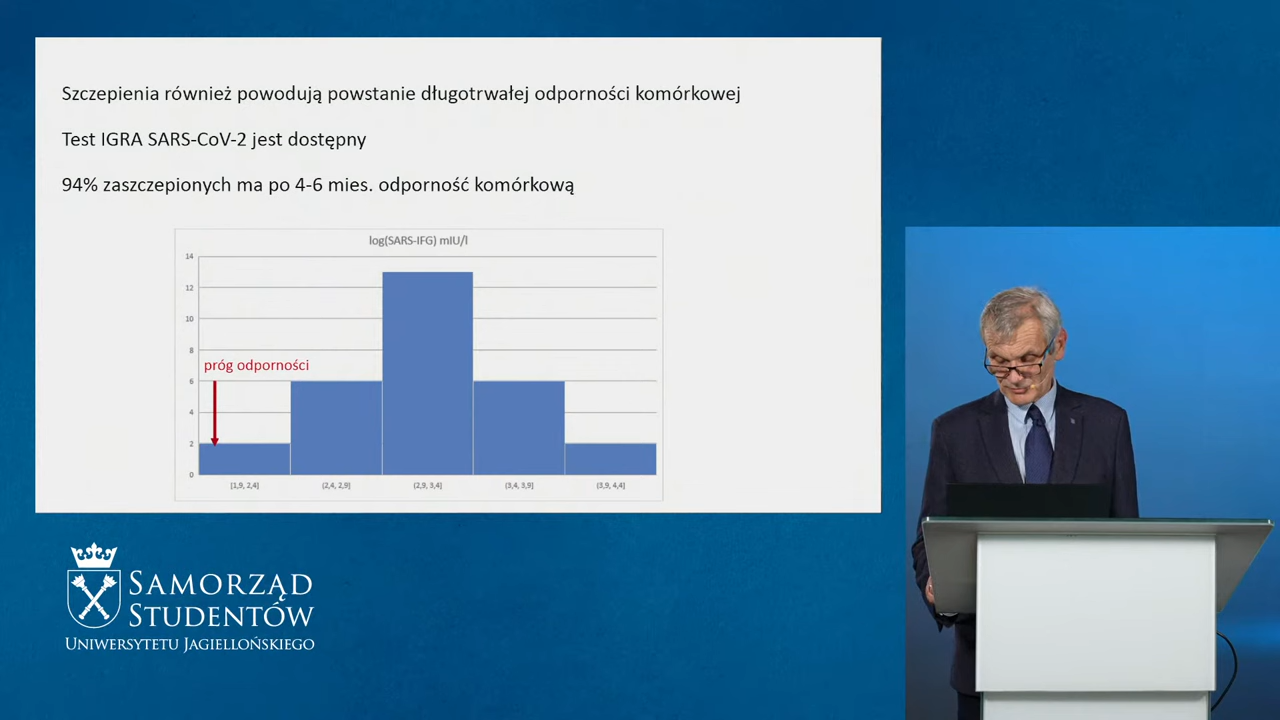 Szczepienia również powodują powstanie długotrwałej odporności komórkowej
Test IGRA SARS-CoV-2 jest dostępny
94% zaszczepionych ma po 4-6 mies. odporność komórkową
log(SARS-IFG) mIU/l
14
12
10
8
6
4
2
0
próg odporności
[1,9, 2,4]
(2,4, 2,9]
(2,9, 3,4]
(3,4, 3,9]
(3,9, 4,4]
SAMORZĄD
STUDENTÓW
UNIWERSYTETU JAGIELLOŃSKIEGO